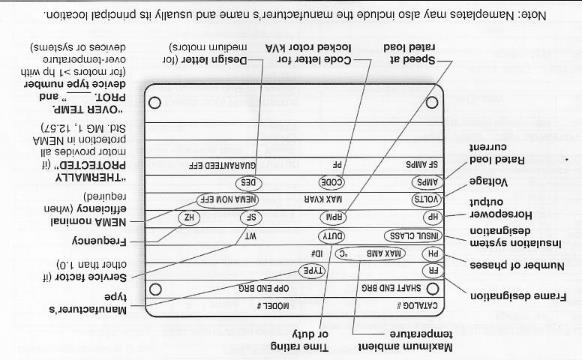 Maximum ambient
temperature
Time rating
or duty
Frame designation
Number of phases
Insulation system
designation
Horsepower
output
Voltage
Rated load
current
CATALOG # MODEL #
SHAFT END BRG OPP END BRG
FR TYPE
PH MAX AMB °C ID#
INSUL CLASS DUTY WT
HP RPM SF HZ
VOLTS MAX KVAR NEMA NOM EFF
AMPS CODE DES
SF AMPS PF GUARANTEED EFF
Manufacturer's
type
Service factor (if
other than 1.0)
Frequency
NEMA nominal
efficiency (when
required)
"THERMALLY
PROTECTED" (if
motor provides all
protection in NEMA
Std. MG 1, 12.57)
"OVER TEMP.
PROT. ____" and
device type number
(for motors >1 hp with
over-temperature
devices or systems)
Speed at
rated load
Code letter for
locked rotor kVA
Design letter (for
medium motors)
Note: Nameplates may also include the manufacturer's name and usually its principal location.